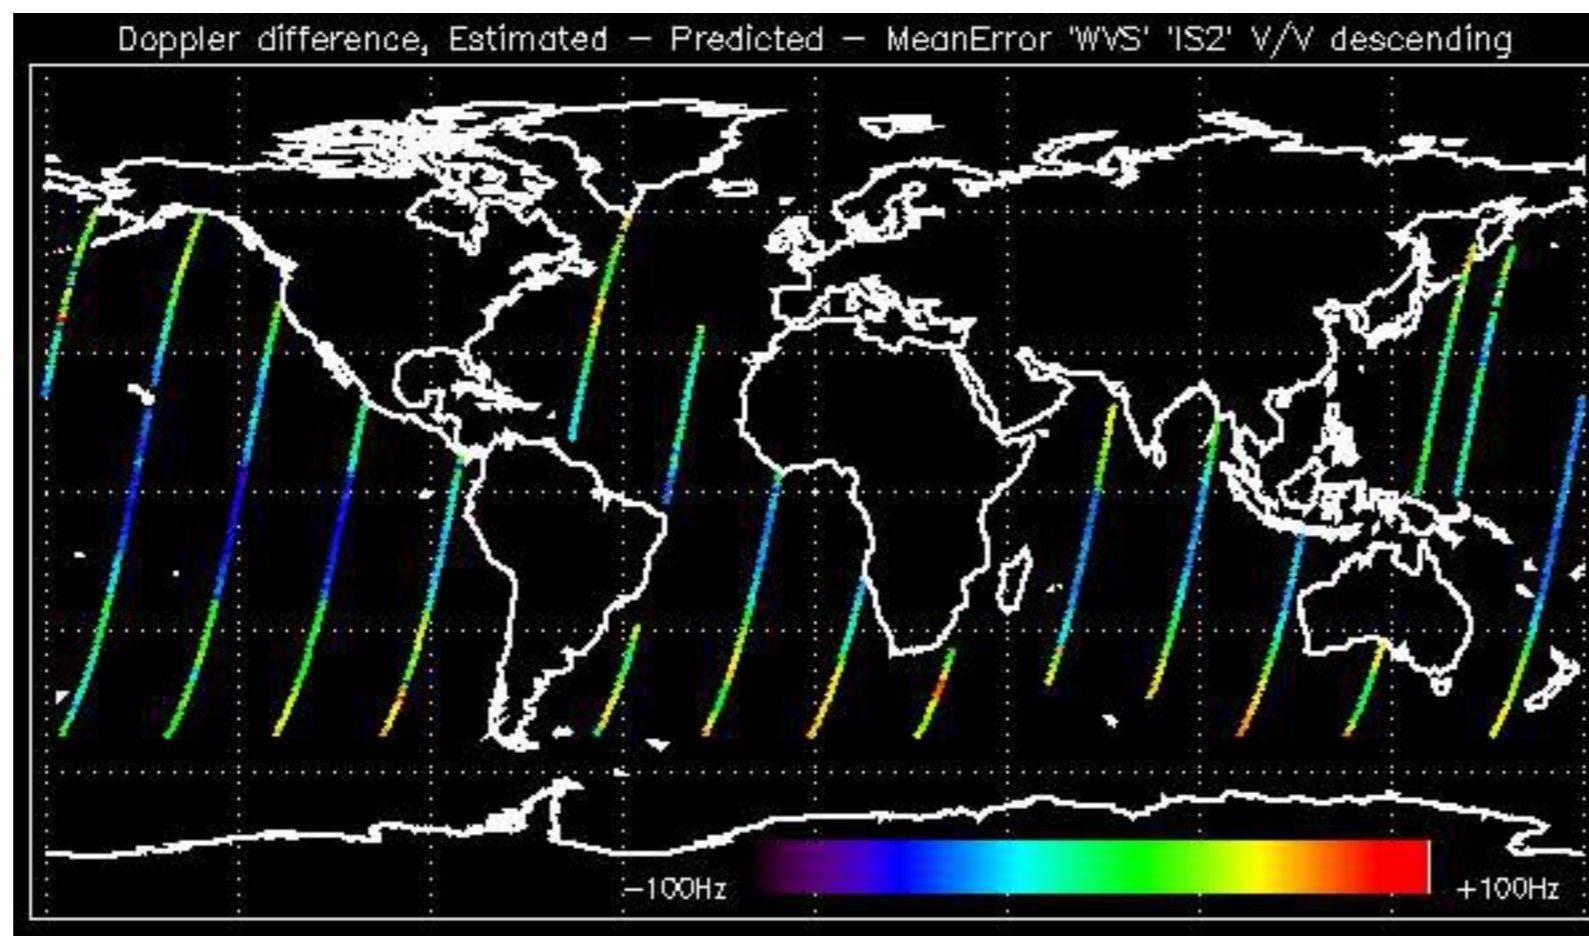 Doppler difference, Estimated – Predicted – MeanError 'WVS' 'IS2' V/V descending
–100Hz
+100Hz